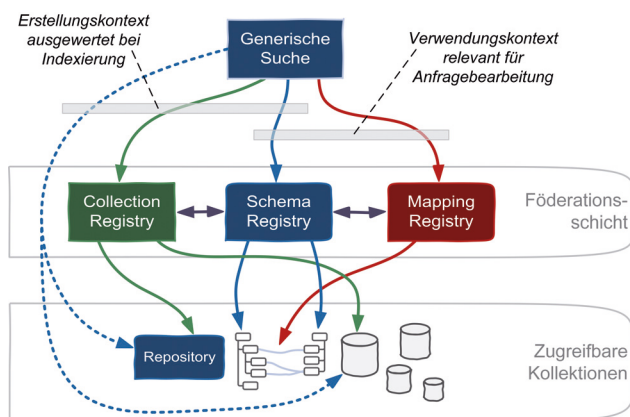 Erstellungskontext
ausgewertet bei
Indexierung
Generische
Suche
Verwendungskontext
relevant für
Anfragebearbeitung
Collection
Registry
Schema
Registry
Mapping
Registry
Föderations-
schicht
Repository
Zugreifbare
Kollektionen